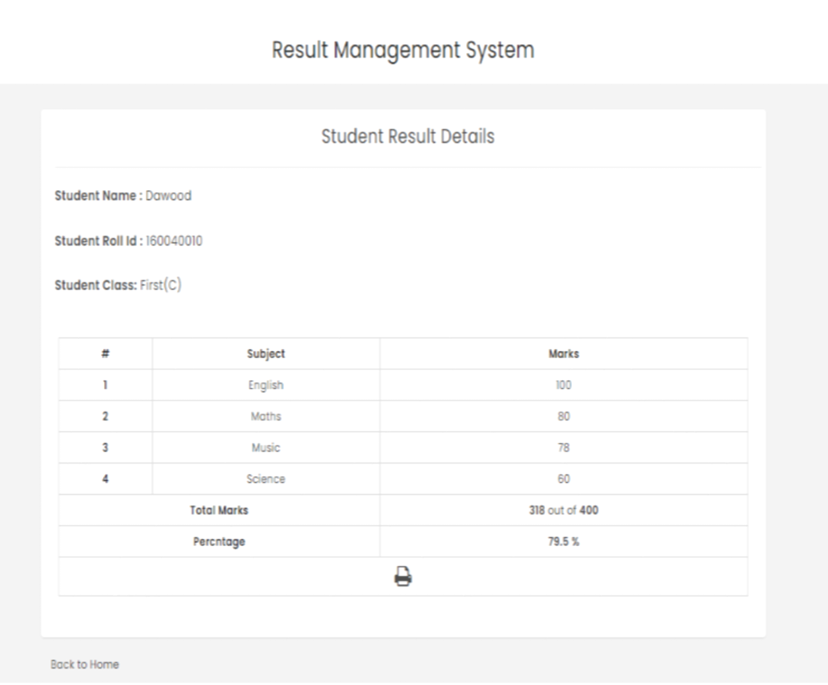 Result Management System
Student Result Details
Student Name : Dawood
Student Roll Id : 160040010
Student Class: First(C)
# Subject Marks
1 English 100
2 Maths 80
3 Music 78
4 Science 60
Total Marks 318 out of 400
Percntage 79.5 %
Back to Home